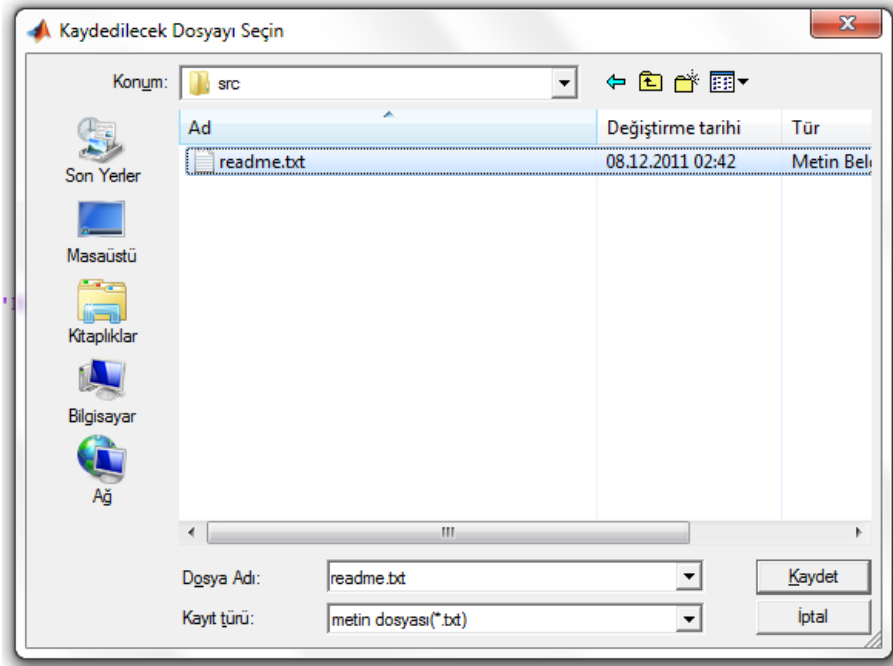 Kaydedilecek Dosyayı Seçin
Konum: src
Ad Değiştirme tarihi Tür
readme.txt 08.12.2011 02:42 Metin
Son Yerler
Masaüstü
Kitaplıklar
Bilgisayar
Ağ
Dosya Adı: readme.txt Kaydet
Kayıt türü: metin dosyası(*.txt) İptal